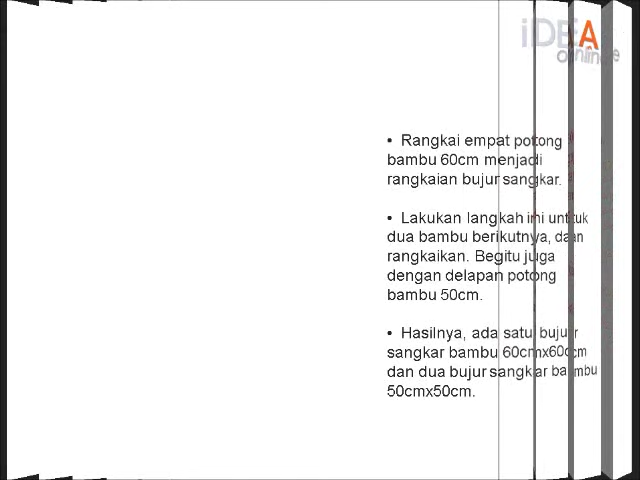 iDEA
online
• Rangkai empat potong
bambu 60cm menjadi
rangkaian bujur sangkar.
• Lakukan langkah ini untuk
dua bambu berikutnya, dan
rangkaikan. Begitu juga
dengan delapan potong
bambu 50cm.
• Hasilnya, ada satu bujur
sangkar bambu 60cmx60cm
dan dua bujur sangkar bambu
50cmx50cm.